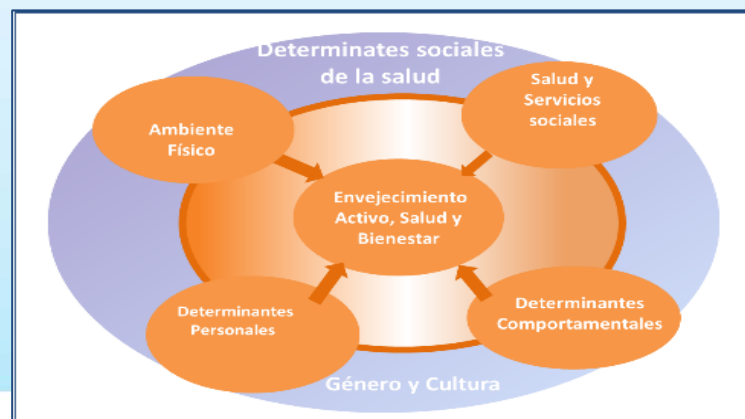 Determinates sociales
de la salud
Ambiente
Físico
Salud y
Servicios
sociales
Envejecimiento
Activo, Salud y
Bienestar
Determinantes
Personales
Determinantes
Comportamentales
Género y Cultura